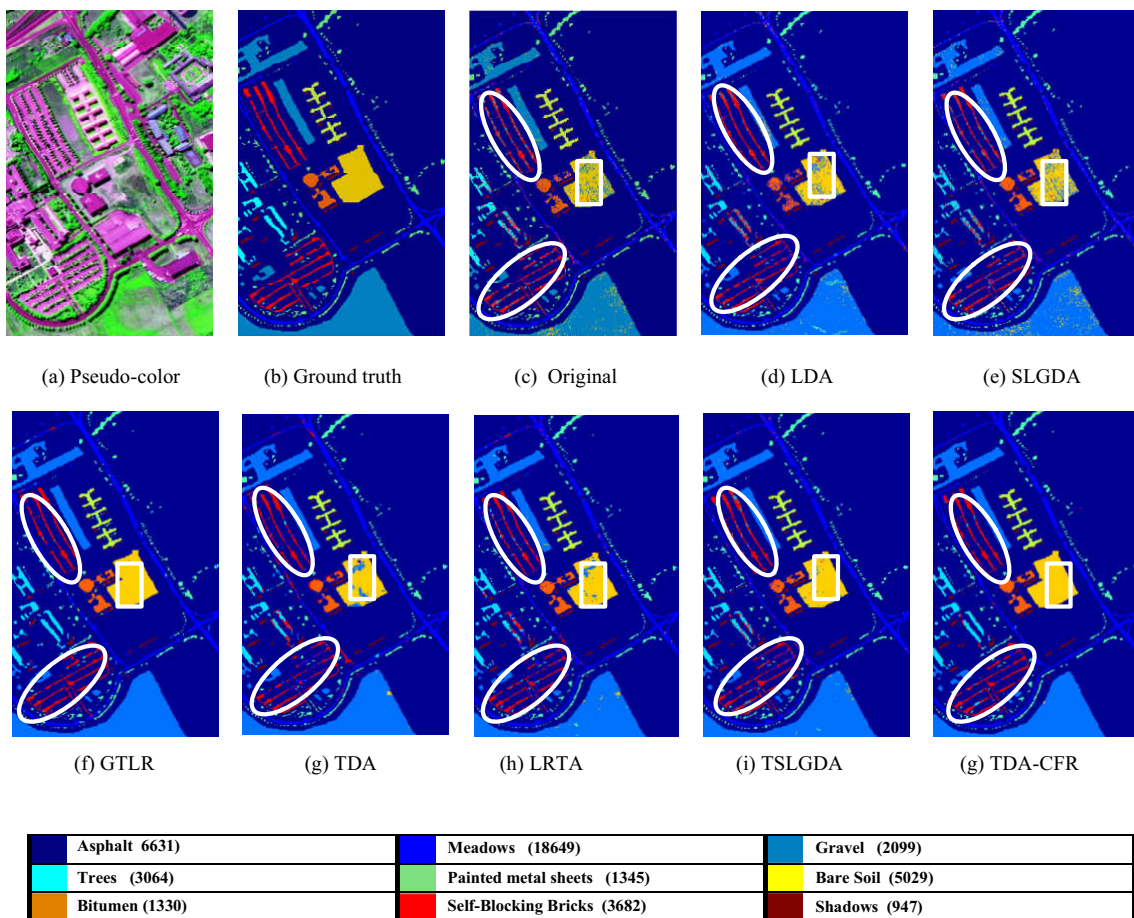 (a) Pseudo-color
(b) Ground truth
(c) Original
(d) LDA
(e) SLGDA
(f) GTLR
(g) TDA
(h) LRTA
(i) TSLGDA
(g) TDA-CFR
Asphalt 6631)
Meadows (18649)
Gravel (2099)
Trees (3064)
Painted metal sheets (1345)
Bare Soil (5029)
Bitumen (1330)
Self-Blocking Bricks (3682)
Shadows (947)